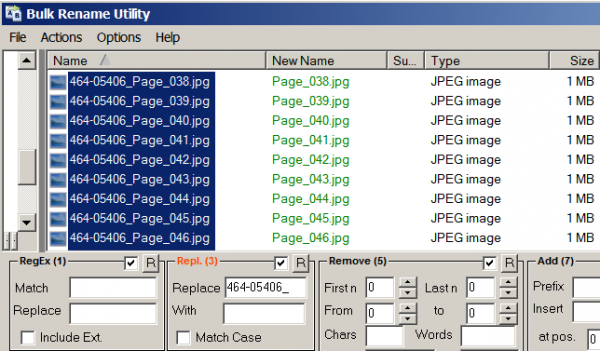 Bulk Rename Utility
File Actions Options Help
Name New Name Su... Type Size
464-05406_Page_038.jpg Page_038.jpg JPEG image 1 MB
464-05406_Page_039.jpg Page_039.jpg JPEG image 1 MB
464-05406_Page_040.jpg Page_040.jpg JPEG image 1 MB
464-05406_Page_041.jpg Page_041.jpg JPEG image 1 MB
464-05406_Page_042.jpg Page_042.jpg JPEG image 1 MB
464-05406_Page_043.jpg Page_043.jpg JPEG image 1 MB
464-05406_Page_044.jpg Page_044.jpg JPEG image 1 MB
464-05406_Page_045.jpg Page_045.jpg JPEG image 1 MB
464-05406_Page_046.jpg Page_046.jpg JPEG image 1 MB
RegEx (1) R Repl. (3) R Remove (5) R Add (7)
Match Replace 464-05406_ First n 0 Last n 0 Prefix
Replace With From 0 to 0 Insert
Include Ext. Match Case Chars Words at pos. 0